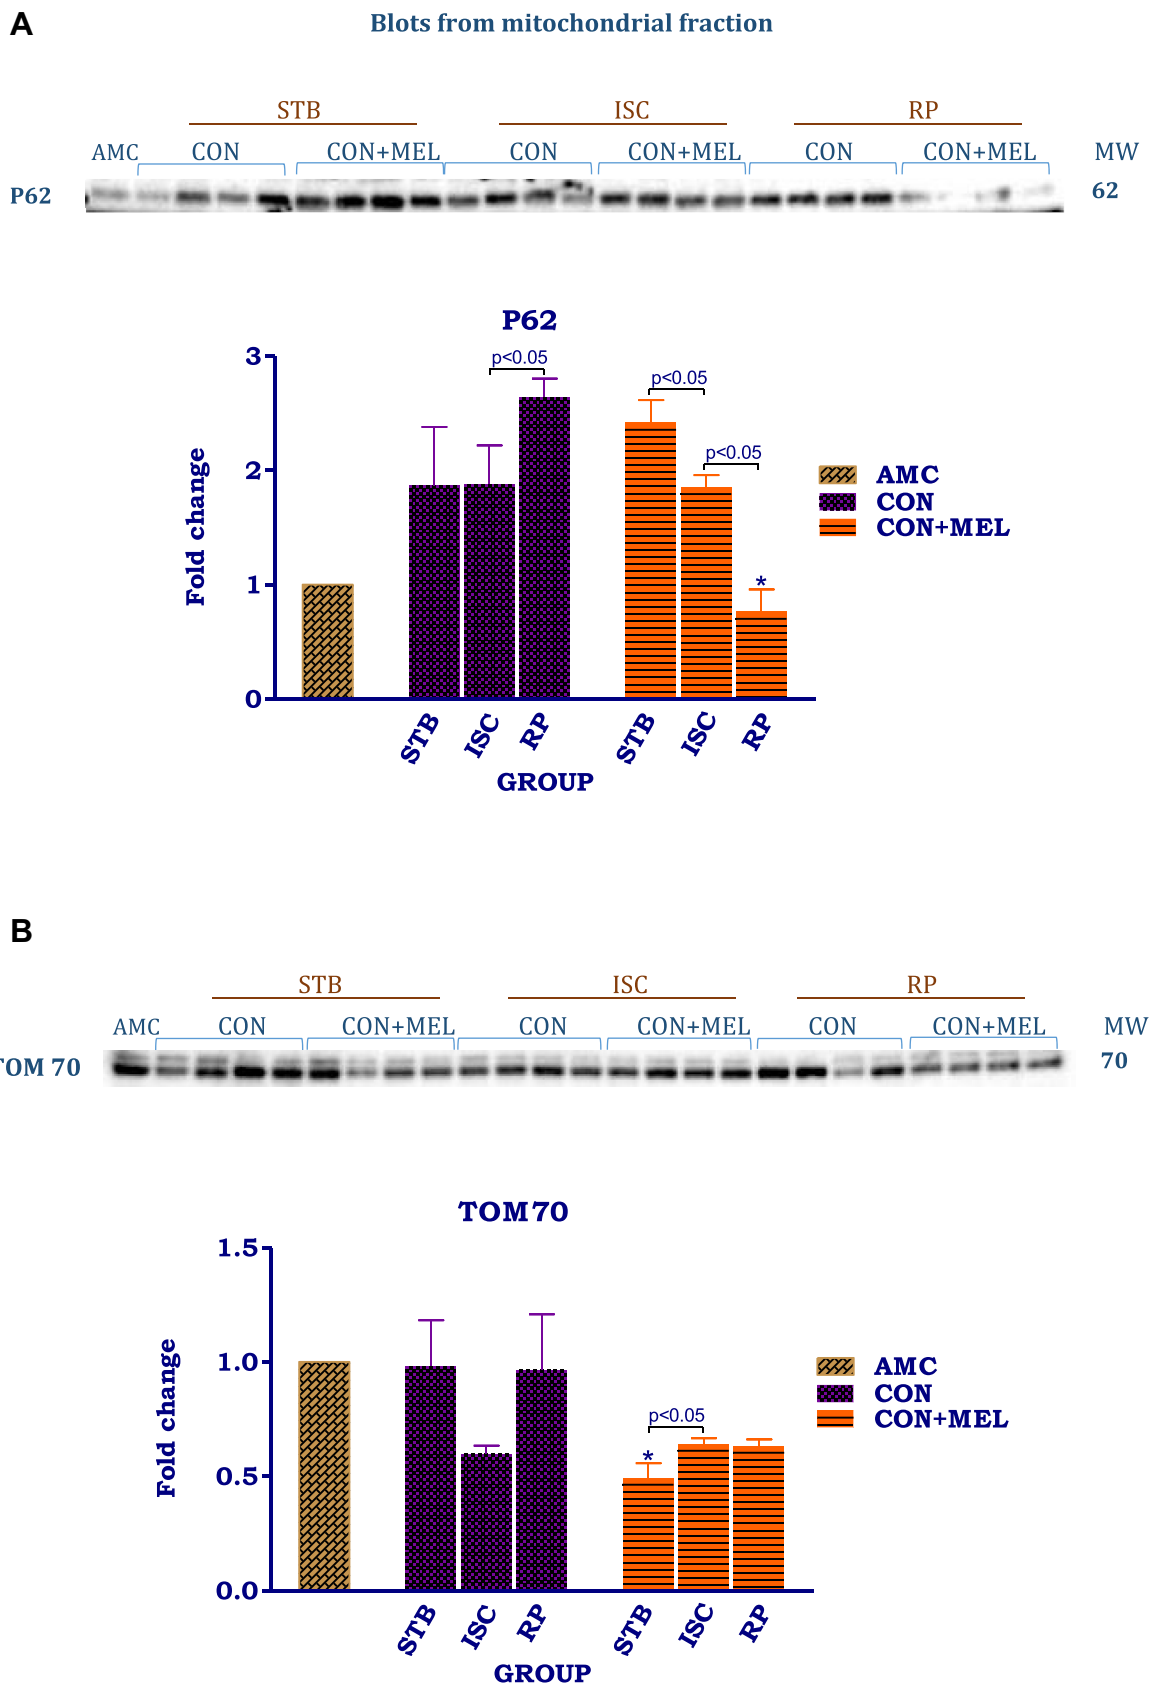 A
Blots from mitochondrial fraction
STB ISC RP
AMC CON CON+MEL CON CON+MEL CON CON+MEL MW
P62 62
P62
3
p<0.05
p<0.05
2
p<0.05
Fold change
AMC
CON
CON+MEL
1
*
0
STB ISC RP STB ISC RP
GROUP
B
STB ISC RP
AMC CON CON+MEL CON CON+MEL CON CON+MEL MW
TOM 70 70
TOM70
1.5
1.0
Fold change
AMC
CON
CON+MEL
p<0.05
*
0.5
0.0
STB ISC RP STB ISC RP
GROUP